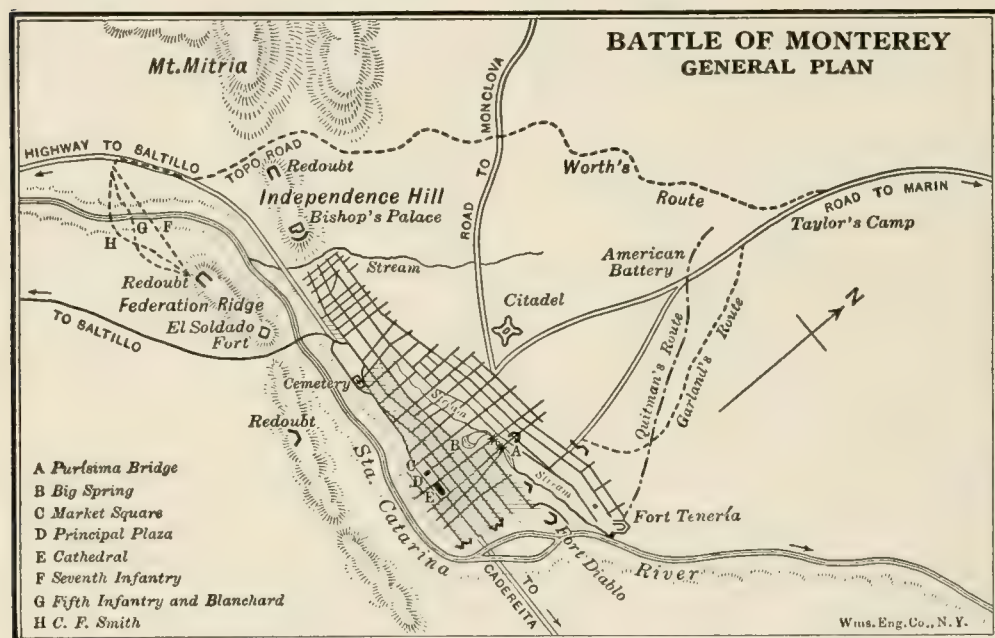 BATTLE OF MONTEREY
GENERAL PLAN
Mt. Mitria
HIGHWAY TO SALTILLO
TOPO ROAD
Redoubt
Independence Hill
Bishop's Palace
ROAD TO MONCLOVA
Worth's
Route
ROAD TO MARIN
Taylor's Camp
American
Battery
H
G
F
Redoubt
Federation Ridge
El Soldado
Fort
TO SALTILLO
Stream
Citadel
Quitman's Route
Garland's Route
N
Cemetery
Redoubt
Stream
B
A
C
D
E
Stream
Sta. Catarina
River
Fort Tenería
Fort Diablo
TO
CADEREITA
A Purísima Bridge
B Big Spring
C Market Square
D Principal Plaza
E Cathedral
F Seventh Infantry
G Fifth Infantry and Blanchard
H C. F. Smith
Wms. Eng. Co., N. Y.